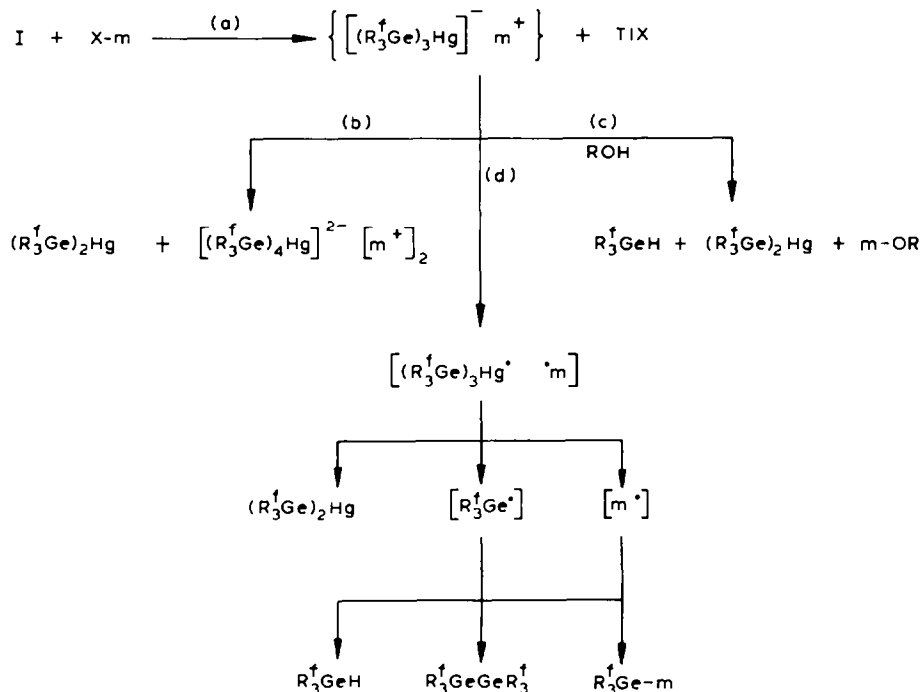 I + X-m (a) { [(R₃ᶠGe)₃Hg]⁻ m⁺ } + TlX
(b) (c)
ROH
(d)
(R₃ᶠGe)₂Hg + [(R₃ᶠGe)₄Hg]²⁻ [m⁺]₂ R₃ᶠGeH + (R₃ᶠGe)₂Hg + m-OR
[(R₃ᶠGe)₃Hg• •m]
(R₃ᶠGe)₂Hg [R₃ᶠGe•] [m•]
R₃ᶠGeH R₃ᶠGeGeR₃ᶠ R₃ᶠGe-m